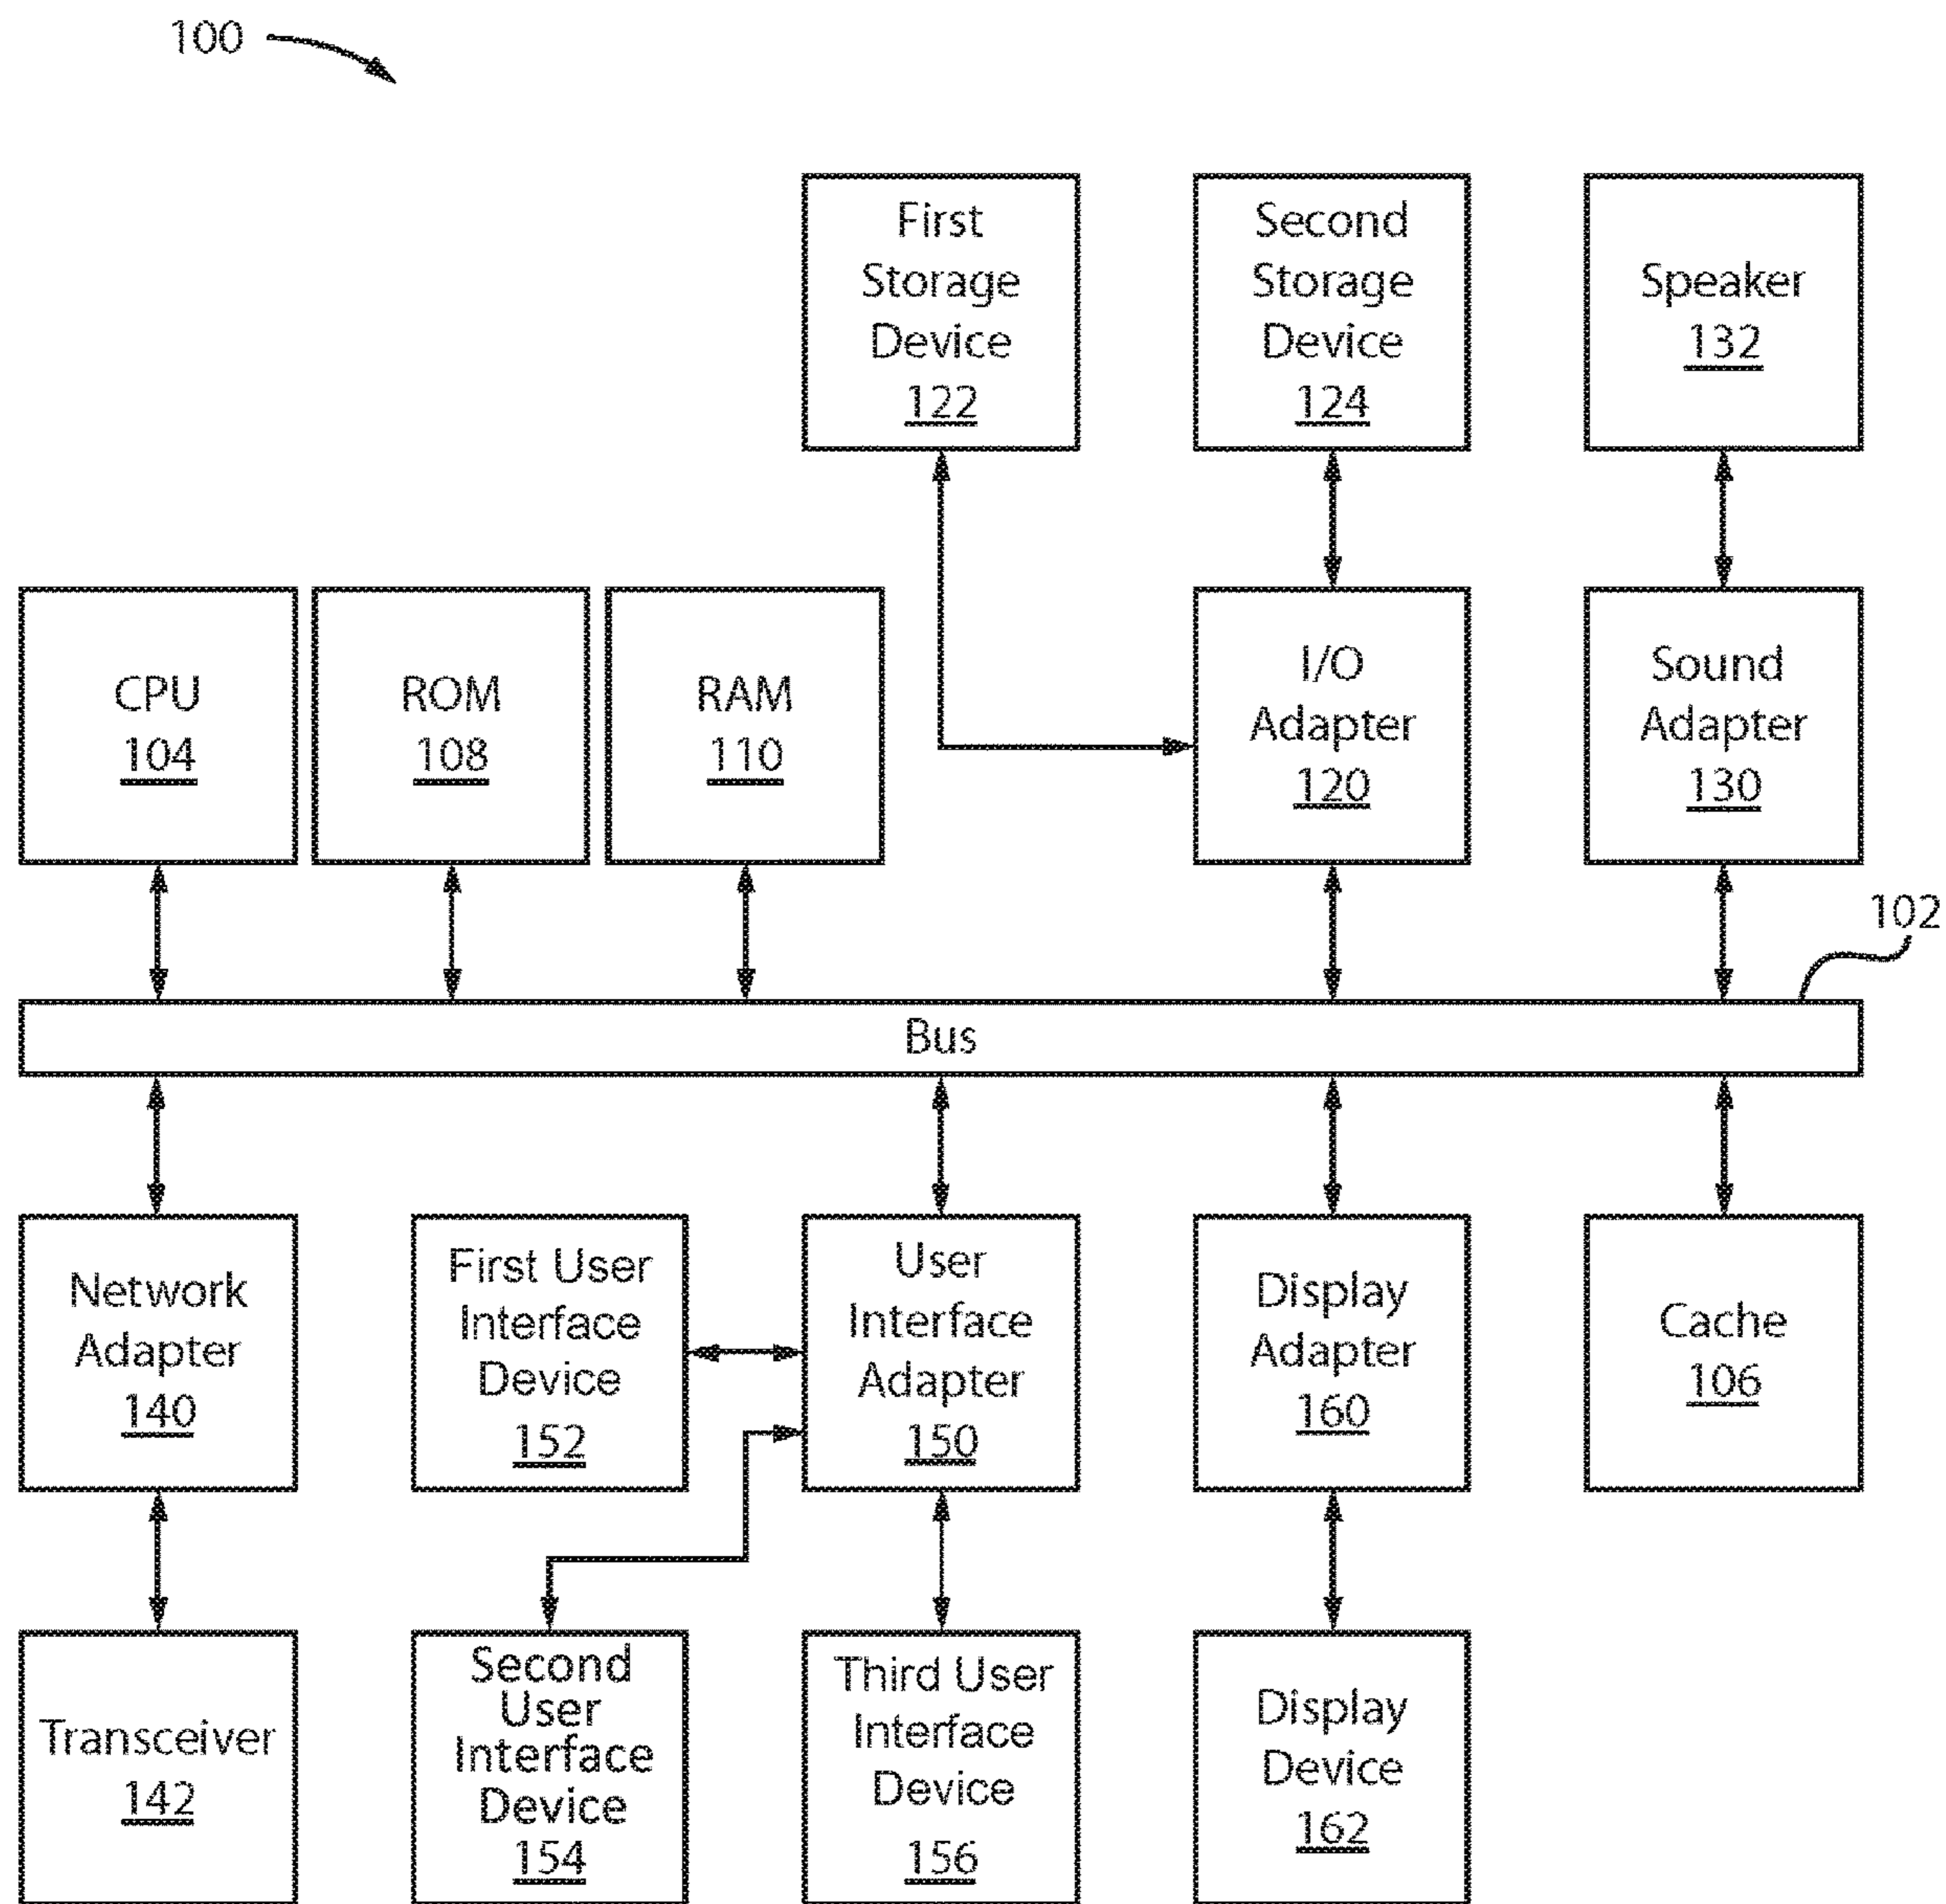 100
First
Storage
Device
122
Second
Storage
Device
124
Speaker
132
CPU
104
ROM
108
RAM
110
I/O
Adapter
120
Sound
Adapter
130
102
Bus
Network
Adapter
140
First User
Interface
Device
152
User
Interface
Adapter
150
Display
Adapter
160
Cache
106
Transceiver
142
Second
User
Interface
Device
154
Third User
Interface
Device
156
Display
Device
162